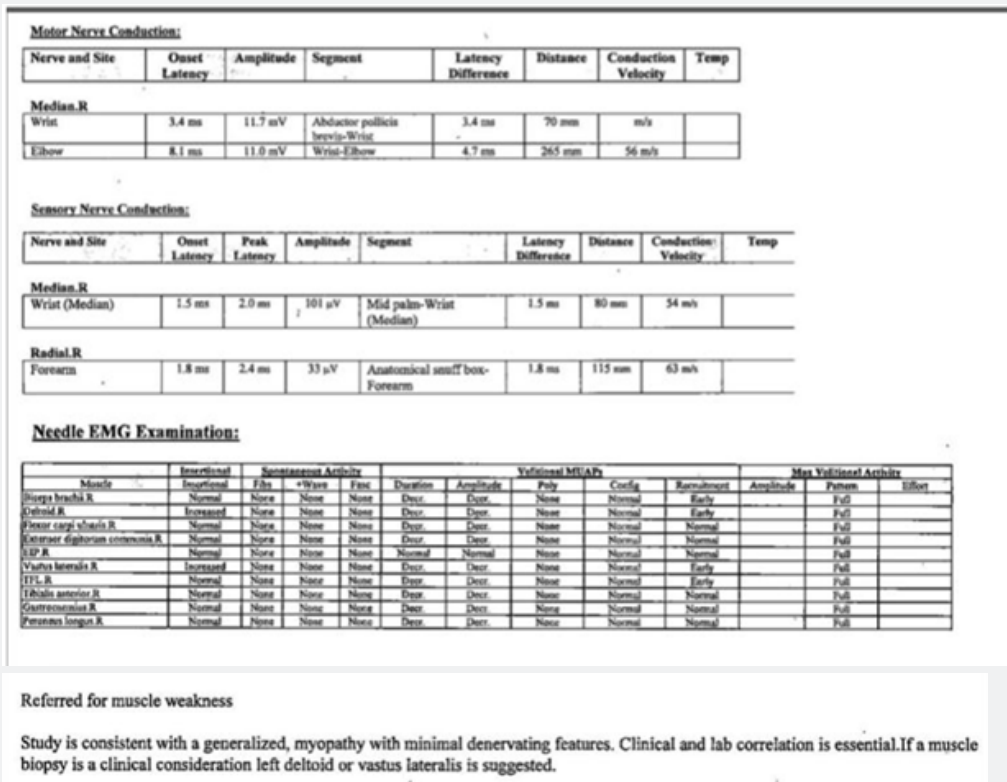 Motor Nerve Conduction:
Nerve and Site Onset Latency Amplitude Segment Latency Difference Distance Conduction Velocity Temp
Median.R
Wrist 3.4 ms 11.7 mV Abductor pollicis brevis-Wrist 3.4 ms 70 mm m/s
Elbow 8.1 ms 11.0 mV Wrist-Elbow 4.7 ms 265 mm 56 m/s
Sensory Nerve Conduction:
Nerve and Site Onset Latency Peak Latency Amplitude Segment Latency Difference Distance Conduction Velocity Temp
Median.R
Wrist (Median) 1.5 ms 2.0 ms 101 µV Mid palm-Wrist (Median) 1.5 ms 80 mm 54 m/s
Radial.R
Forearm 1.8 ms 2.4 ms 33 µV Anatomical snuff box-Forearm 1.8 ms 115 mm 63 m/s
Needle EMG Examination:
Insertional Spontaneous Activity Volitional MUAPs Max Volitional Activity
Muscle Insertional Fibs +Wave Fasc Duration Amplitude Poly Config Recruitment Amplitude Pattern Effort
Biceps brachii.R Normal None None None Decr. Decr. None Normal Early Full
Deltoid.R Increased None None None Decr. Decr. None Normal Early Full
Flexor carpi ulnaris.R Normal None None None Decr. Decr. None Normal Normal Full
Extensor digitorum communis.R Normal None None None Decr. Decr. None Normal Normal Full
EIP.R Normal None None None Normal Normal None Normal Normal Full
Vastus lateralis.R Increased None None None Decr. Decr. None Normal Early Full
TFL.R Normal None None None Decr. Decr. None Normal Early Full
Tibialis anterior.R Normal None None None Decr. Decr. None Normal Normal Full
Gastrocnemius.R Normal None None None Decr. Decr. None Normal Normal Full
Peroneus longus.R Normal None None None Decr. Decr. None Normal Normal Full
Referred for muscle weakness
Study is consistent with a generalized, myopathy with minimal denervating features. Clinical and lab correlation is essential.If a muscle
biopsy is a clinical consideration left deltoid or vastus lateralis is suggested.